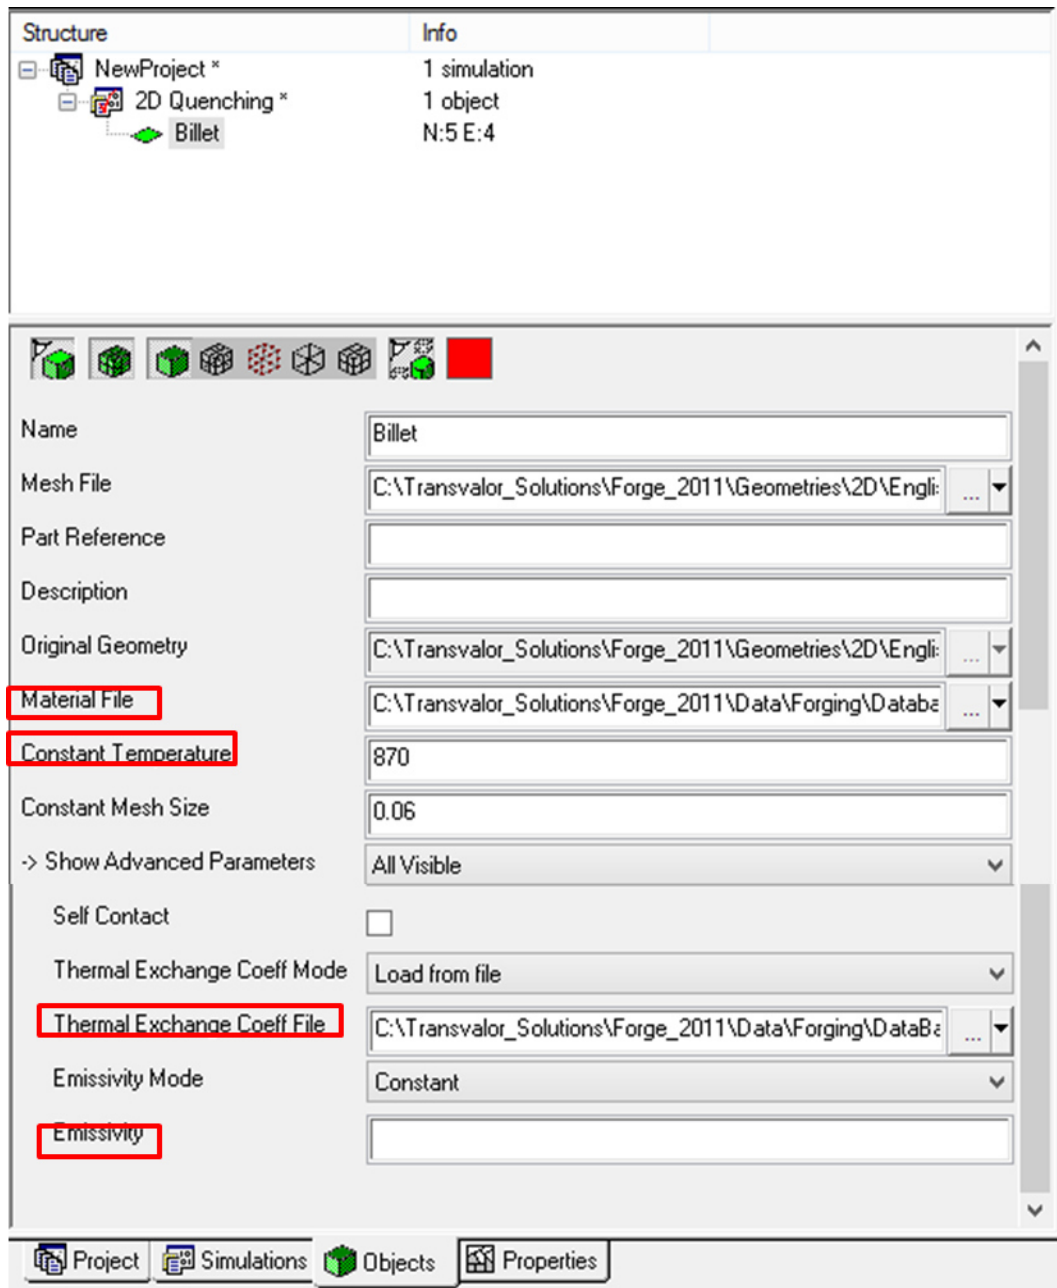 Structure Info
NewProject * 1 simulation
2D Quenching * 1 object
Billet N:5 E:4
Name Billet
Mesh File C:\Transvalor_Solutions\Forge_2011\Geometries\2D\Engli: ...
Part Reference
Description
Original Geometry C:\Transvalor_Solutions\Forge_2011\Geometries\2D\Engli: ...
Material File C:\Transvalor_Solutions\Forge_2011\Data\Forging\Databa ...
Constant Temperature 870
Constant Mesh Size 0.06
-> Show Advanced Parameters All Visible
Self Contact
Thermal Exchange Coeff Mode Load from file
Thermal Exchange Coeff File C:\Transvalor_Solutions\Forge_2011\Data\Forging\DataBa ...
Emissivity Mode Constant
Emissivity
Project Simulations Objects Properties